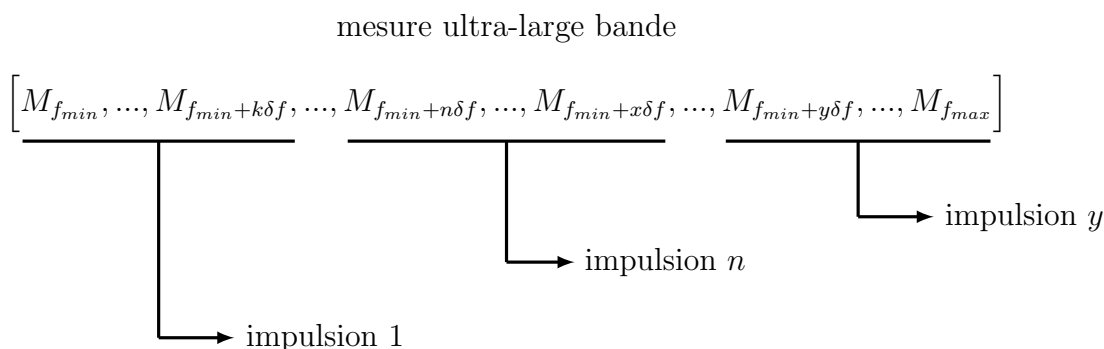 mesure ultra-large bande
[M_{f_{min}}, ..., M_{f_{min}+kδf}, ..., M_{f_{min}+nδf}, ..., M_{f_{min}+xδf}, ..., M_{f_{min}+yδf}, ..., M_{f_{max}}]
impulsion y
impulsion n
impulsion 1